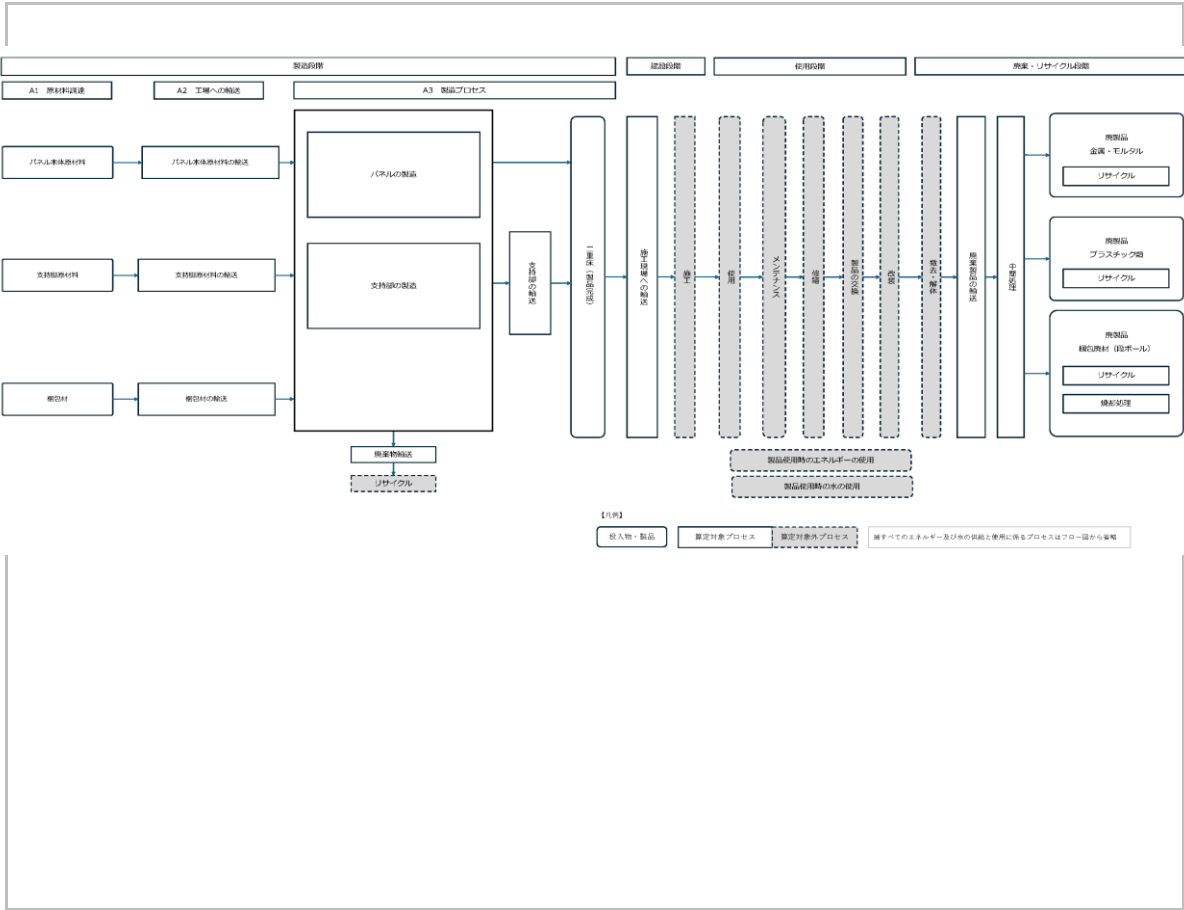 製造段階
建設段階
使用段階
廃棄・リサイクル段階
A1 原材料調達
A2 工場への輸送
A3 製造プロセス
パネル本体原材料
パネル本体原材料の輸送
パネルの製造
支持脚原材料
支持脚原材料の輸送
支持部の製造
梱包材
梱包材の輸送
廃棄物輸送
リサイクル
支持部の輸送
二重床（製品完成）
施工現場への輸送
施工
使用
メンテナンス
修繕
製品の交換
改装
撤去・解体
廃棄製品の輸送
中間処理
製品使用時のエネルギーの使用
製品使用時の水の使用
廃製品
金属・モルタル
リサイクル
廃製品
プラスチック類
リサイクル
廃製品
梱包廃材（段ボール）
リサイクル
焼却処理
【凡例】
投入物・製品
算定対象プロセス
算定対象外プロセス
すべてのエネルギー及び水の供給と使用に係るプロセスはフロー図から省略